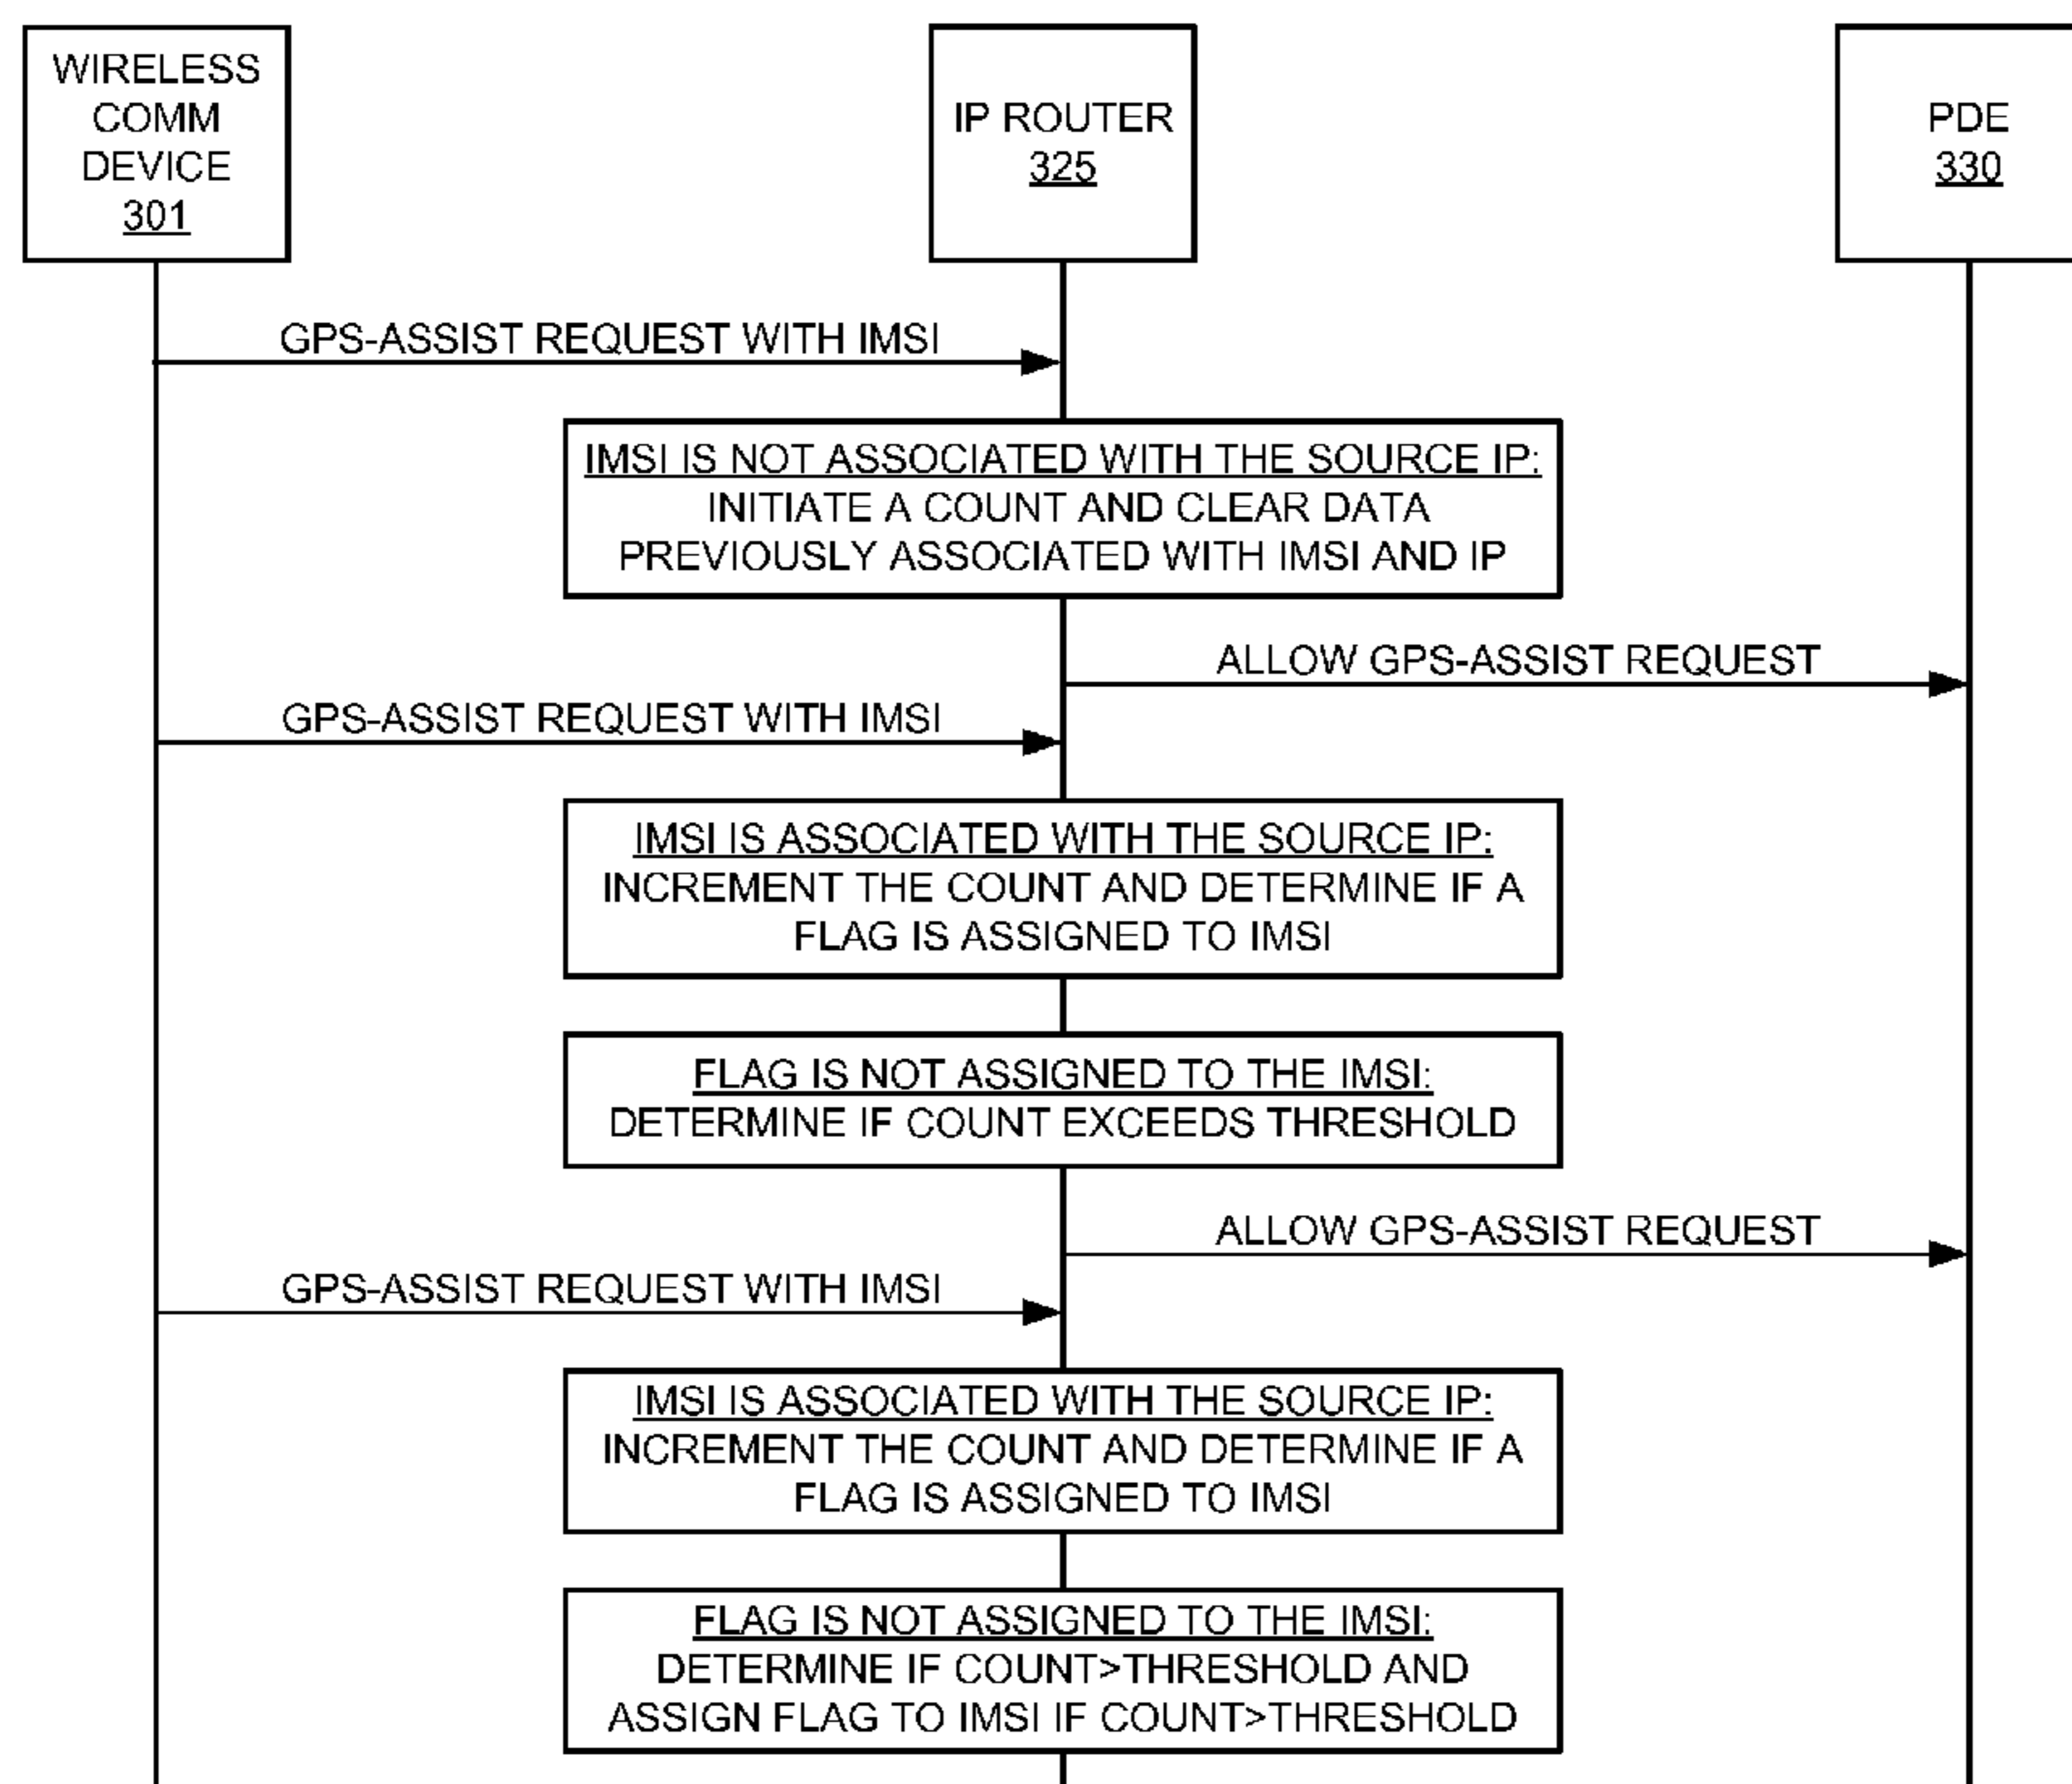 WIRELESS
COMM
DEVICE
301
IP ROUTER
325
PDE
330
GPS-ASSIST REQUEST WITH IMSI
IMSI IS NOT ASSOCIATED WITH THE SOURCE IP:
INITIATE A COUNT AND CLEAR DATA
PREVIOUSLY ASSOCIATED WITH IMSI AND IP
ALLOW GPS-ASSIST REQUEST
GPS-ASSIST REQUEST WITH IMSI
IMSI IS ASSOCIATED WITH THE SOURCE IP:
INCREMENT THE COUNT AND DETERMINE IF A
FLAG IS ASSIGNED TO IMSI
FLAG IS NOT ASSIGNED TO THE IMSI:
DETERMINE IF COUNT EXCEEDS THRESHOLD
ALLOW GPS-ASSIST REQUEST
GPS-ASSIST REQUEST WITH IMSI
IMSI IS ASSOCIATED WITH THE SOURCE IP:
INCREMENT THE COUNT AND DETERMINE IF A
FLAG IS ASSIGNED TO IMSI
FLAG IS NOT ASSIGNED TO THE IMSI:
DETERMINE IF COUNT>THRESHOLD AND
ASSIGN FLAG TO IMSI IF COUNT>THRESHOLD